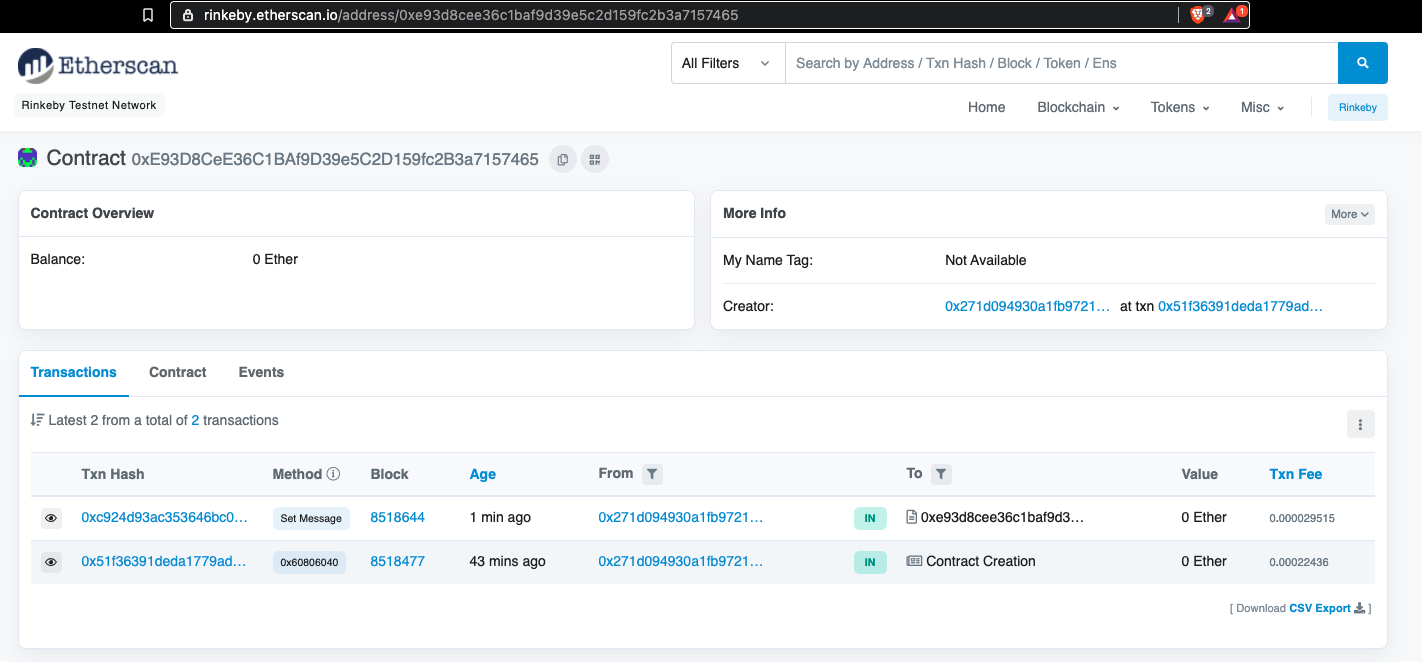 rinkeby.etherscan.io/address/0xe93d8cee36c1baf9d39e5c2d159fc2b3a7157465 2 1
Etherscan
All Filters Search by Address / Txn Hash / Block / Token / Ens
Rinkeby Testnet Network
Home Blockchain Tokens Misc Rinkeby
Contract 0xE93D8CeE36C1BAf9D39e5C2D159fc2B3a7157465
Contract Overview
Balance: 0 Ether
More Info More
My Name Tag: Not Available
Creator: 0x271d094930a1fb9721... at txn 0x51f36391deda1779ad...
Transactions Contract Events
Latest 2 from a total of 2 transactions
Txn Hash Method Block Age From To Value Txn Fee
0xc924d93ac353646bc0... Set Message 8518644 1 min ago 0x271d094930a1fb9721... IN 0xe93d8cee36c1baf9d3... 0 Ether 0.000029515
0x51f36391deda1779ad... 0x60806040 8518477 43 mins ago 0x271d094930a1fb9721... IN Contract Creation 0 Ether 0.00022436
[ Download CSV Export ]